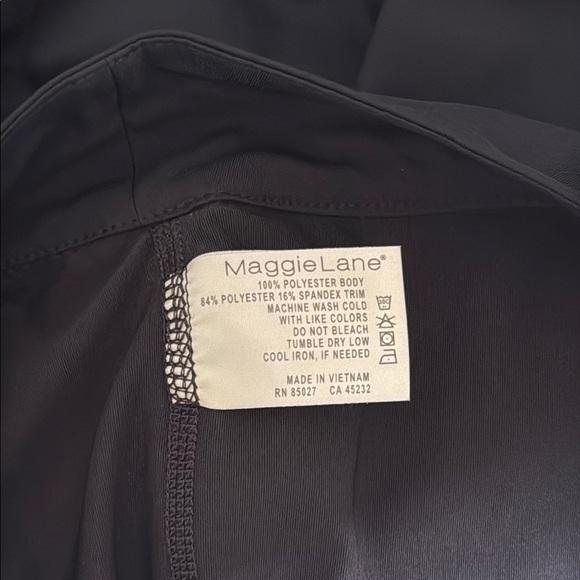 MaggieLane®
100% POLYESTER BODY
84% POLYESTER 16% SPANDEX TRIM
MACHINE WASH COLD
WITH LIKE COLORS
DO NOT BLEACH
TUMBLE DRY LOW
COOL IRON, IF NEEDED
MADE IN VIETNAM
RN 85027 CA 45232